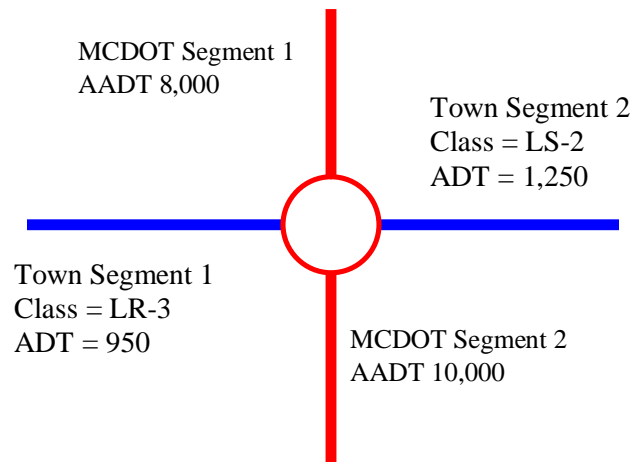 MCDOT Segment 1
AADT 8,000
Town Segment 2
Class = LS-2
ADT = 1,250
Town Segment 1
Class = LR-3
ADT = 950
MCDOT Segment 2
AADT 10,000